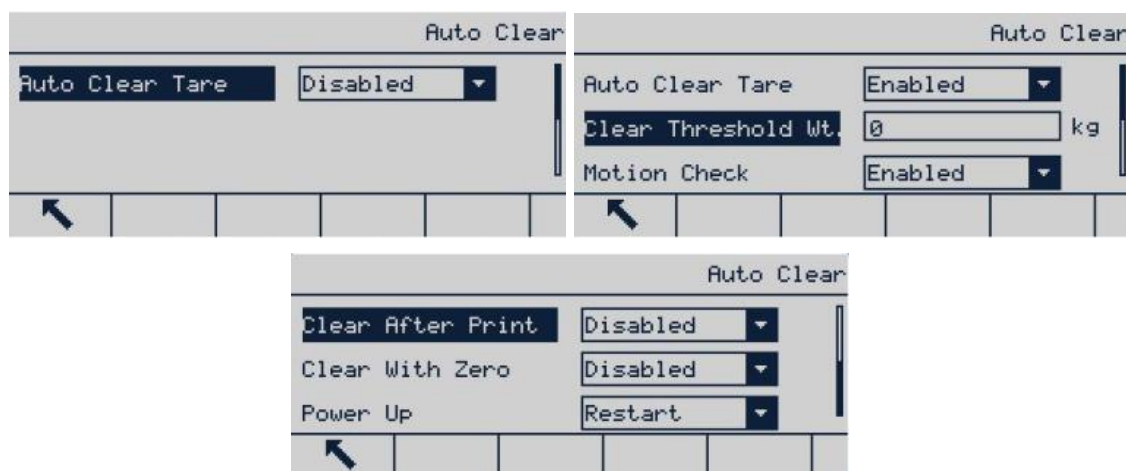 Auto Clear
Auto Clear Tare Disabled
Auto Clear
Auto Clear Tare Enabled
Clear Threshold Wt. 0 kg
Motion Check Enabled
Auto Clear
Clear After Print Disabled
Clear With Zero Disabled
Power Up Restart